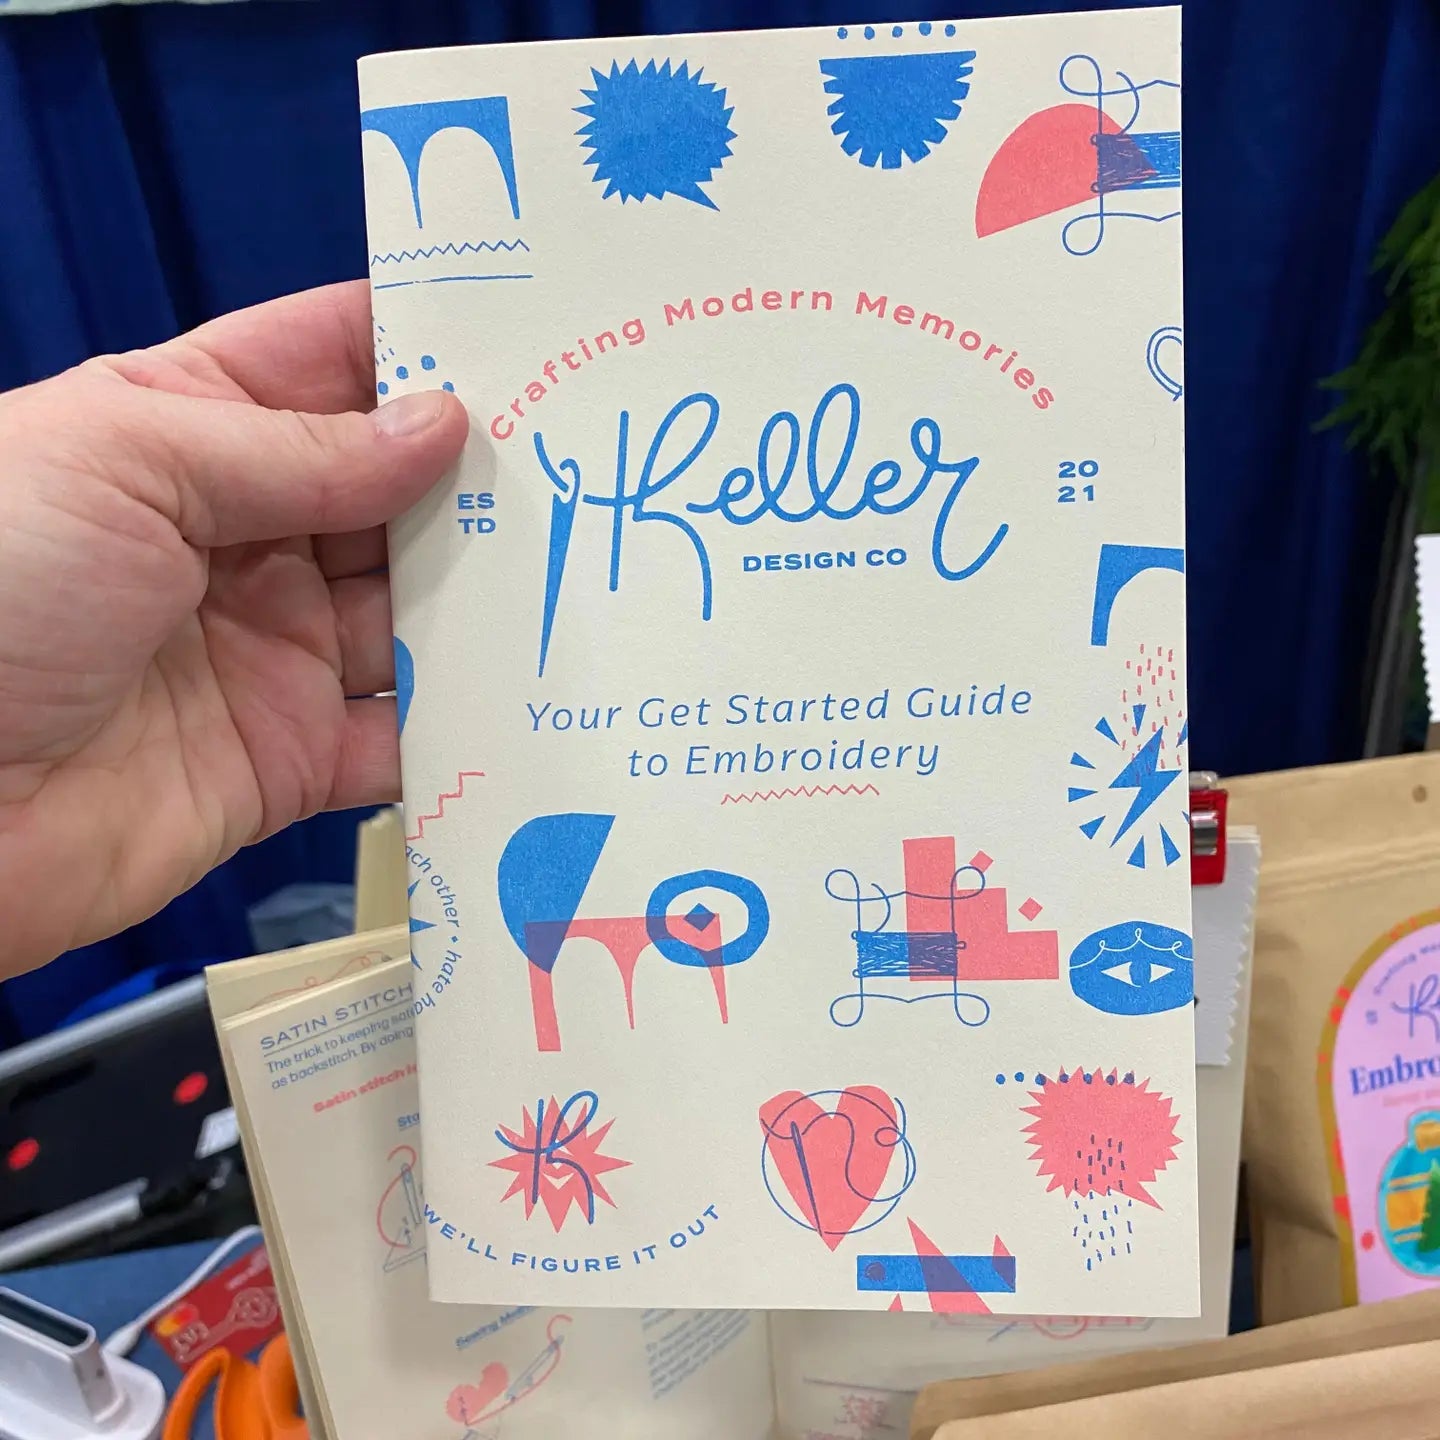 Crafting Modern Memories
ES
TD
Keller
20
21
DESIGN CO
Your Get Started Guide
to Embroidery
other • hate
WE'LL FIGURE IT OUT
SATIN STITCH
The trick to keeping
as backstitch. By doing
satin stitch